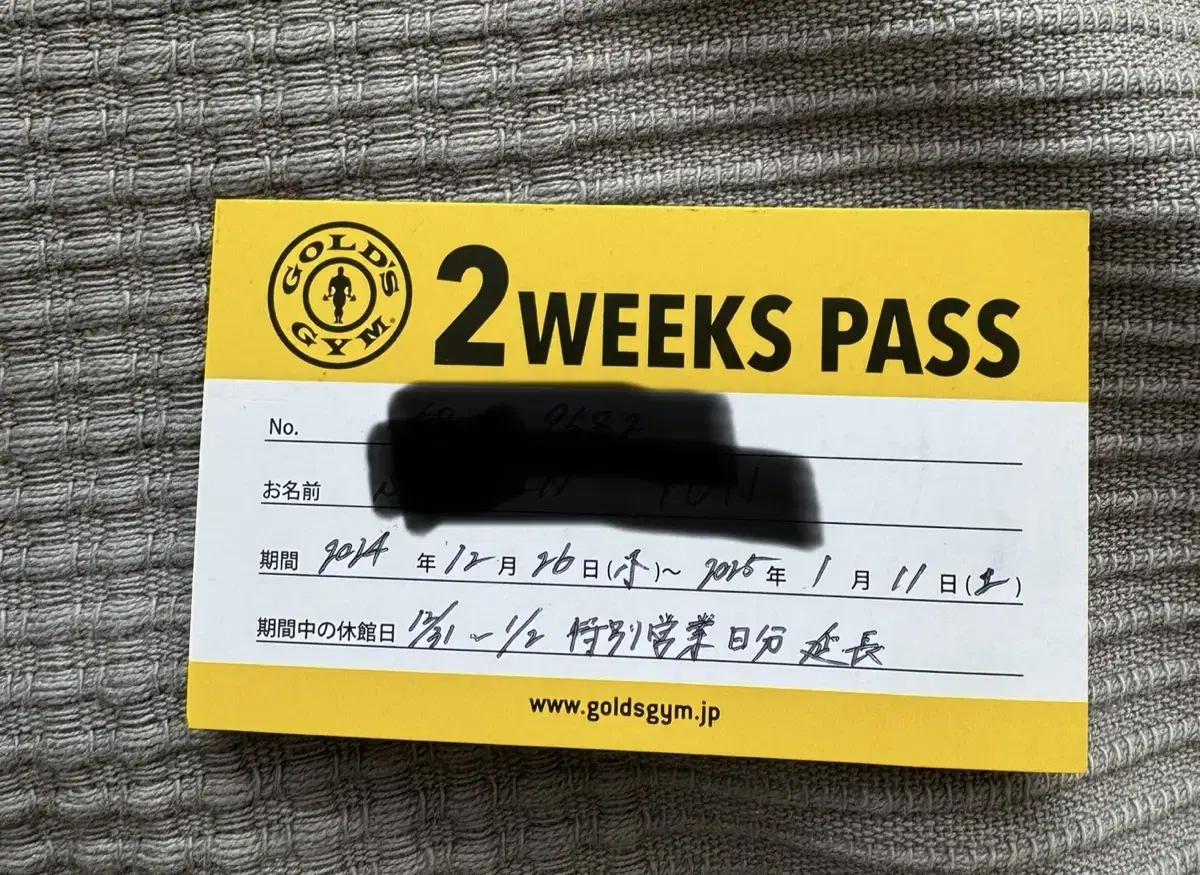 GOLD'S GYM
2 WEEKS PASS
No.
お名前
期間 2024 年 12 月 26 日(木)～ 2025 年 1 月 11 日(土)
期間中の休館日 12/31 ~ 1/2 特別営業日分 延長
www.goldsgym.jp